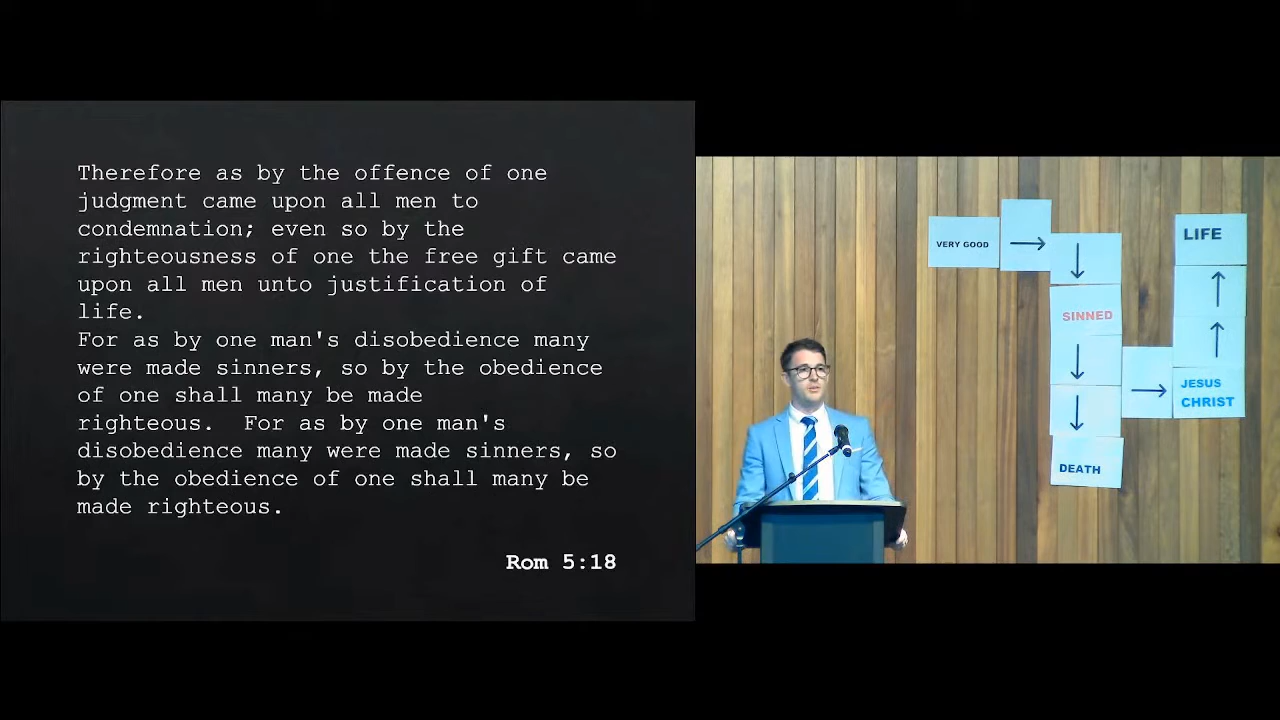 Therefore as by the offence of one
judgment came upon all men to
condemnation; even so by the
righteousness of one the free gift came
upon all men unto justification of
life.
For as by one man's disobedience many
were made sinners, so by the obedience
of one shall many be made
righteous.  For as by one man's
disobedience many were made sinners, so
by the obedience of one shall many be
made righteous.
Rom 5:18
VERY GOOD
SINNED
DEATH
JESUS
CHRIST
LIFE